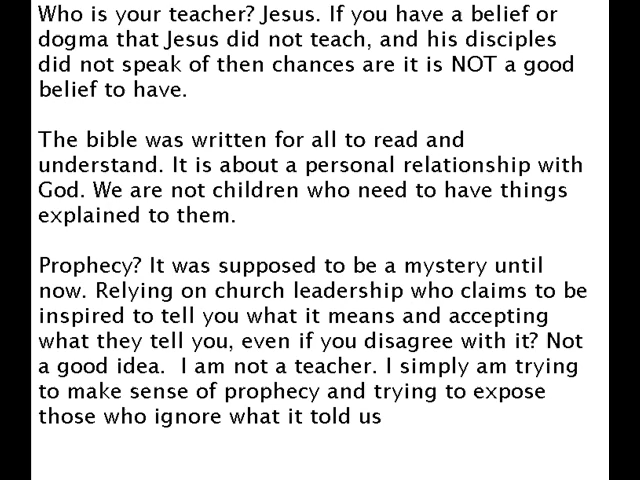 Who is your teacher? Jesus. If you have a belief or
dogma that Jesus did not teach, and his disciples
did not speak of then chances are it is NOT a good
belief to have.
The bible was written for all to read and
understand. It is about a personal relationship with
God. We are not children who need to have things
explained to them.
Prophecy? It was supposed to be a mystery until
now. Relying on church leadership who claims to be
inspired to tell you what it means and accepting
what they tell you, even if you disagree with it? Not
a good idea.  I am not a teacher. I simply am trying
to make sense of prophecy and trying to expose
those who ignore what it told us